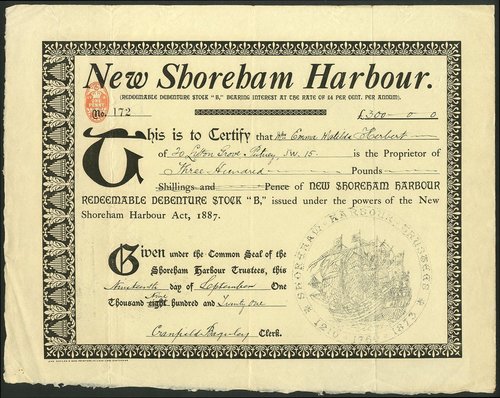 New Shoreham Harbour.
(REDEEMABLE DEBENTURE STOCK "B," BEARING INTEREST AT THE RATE OF £4 PER CENT. PER ANNUM).
No. 172
£300-0-0
This is to Certify that Mrs Emma Matilda Herbert
of 30 Lytton Grove Putney, S.W. 15. is the Proprietor of
Three Hundred Pounds
Shillings and Pence of NEW SHOREHAM HARBOUR
REDEEMABLE DEBENTURE STOCK "B," issued under the powers of the New
Shoreham Harbour Act, 1887.
Given under the Common Seal of the
Shoreham Harbour Trustees, this
Nineteenth day of September One
Thousand eight Nine hundred and Twenty one
Clerk.
SHOREHAM HARBOUR TRUSTEES
1873